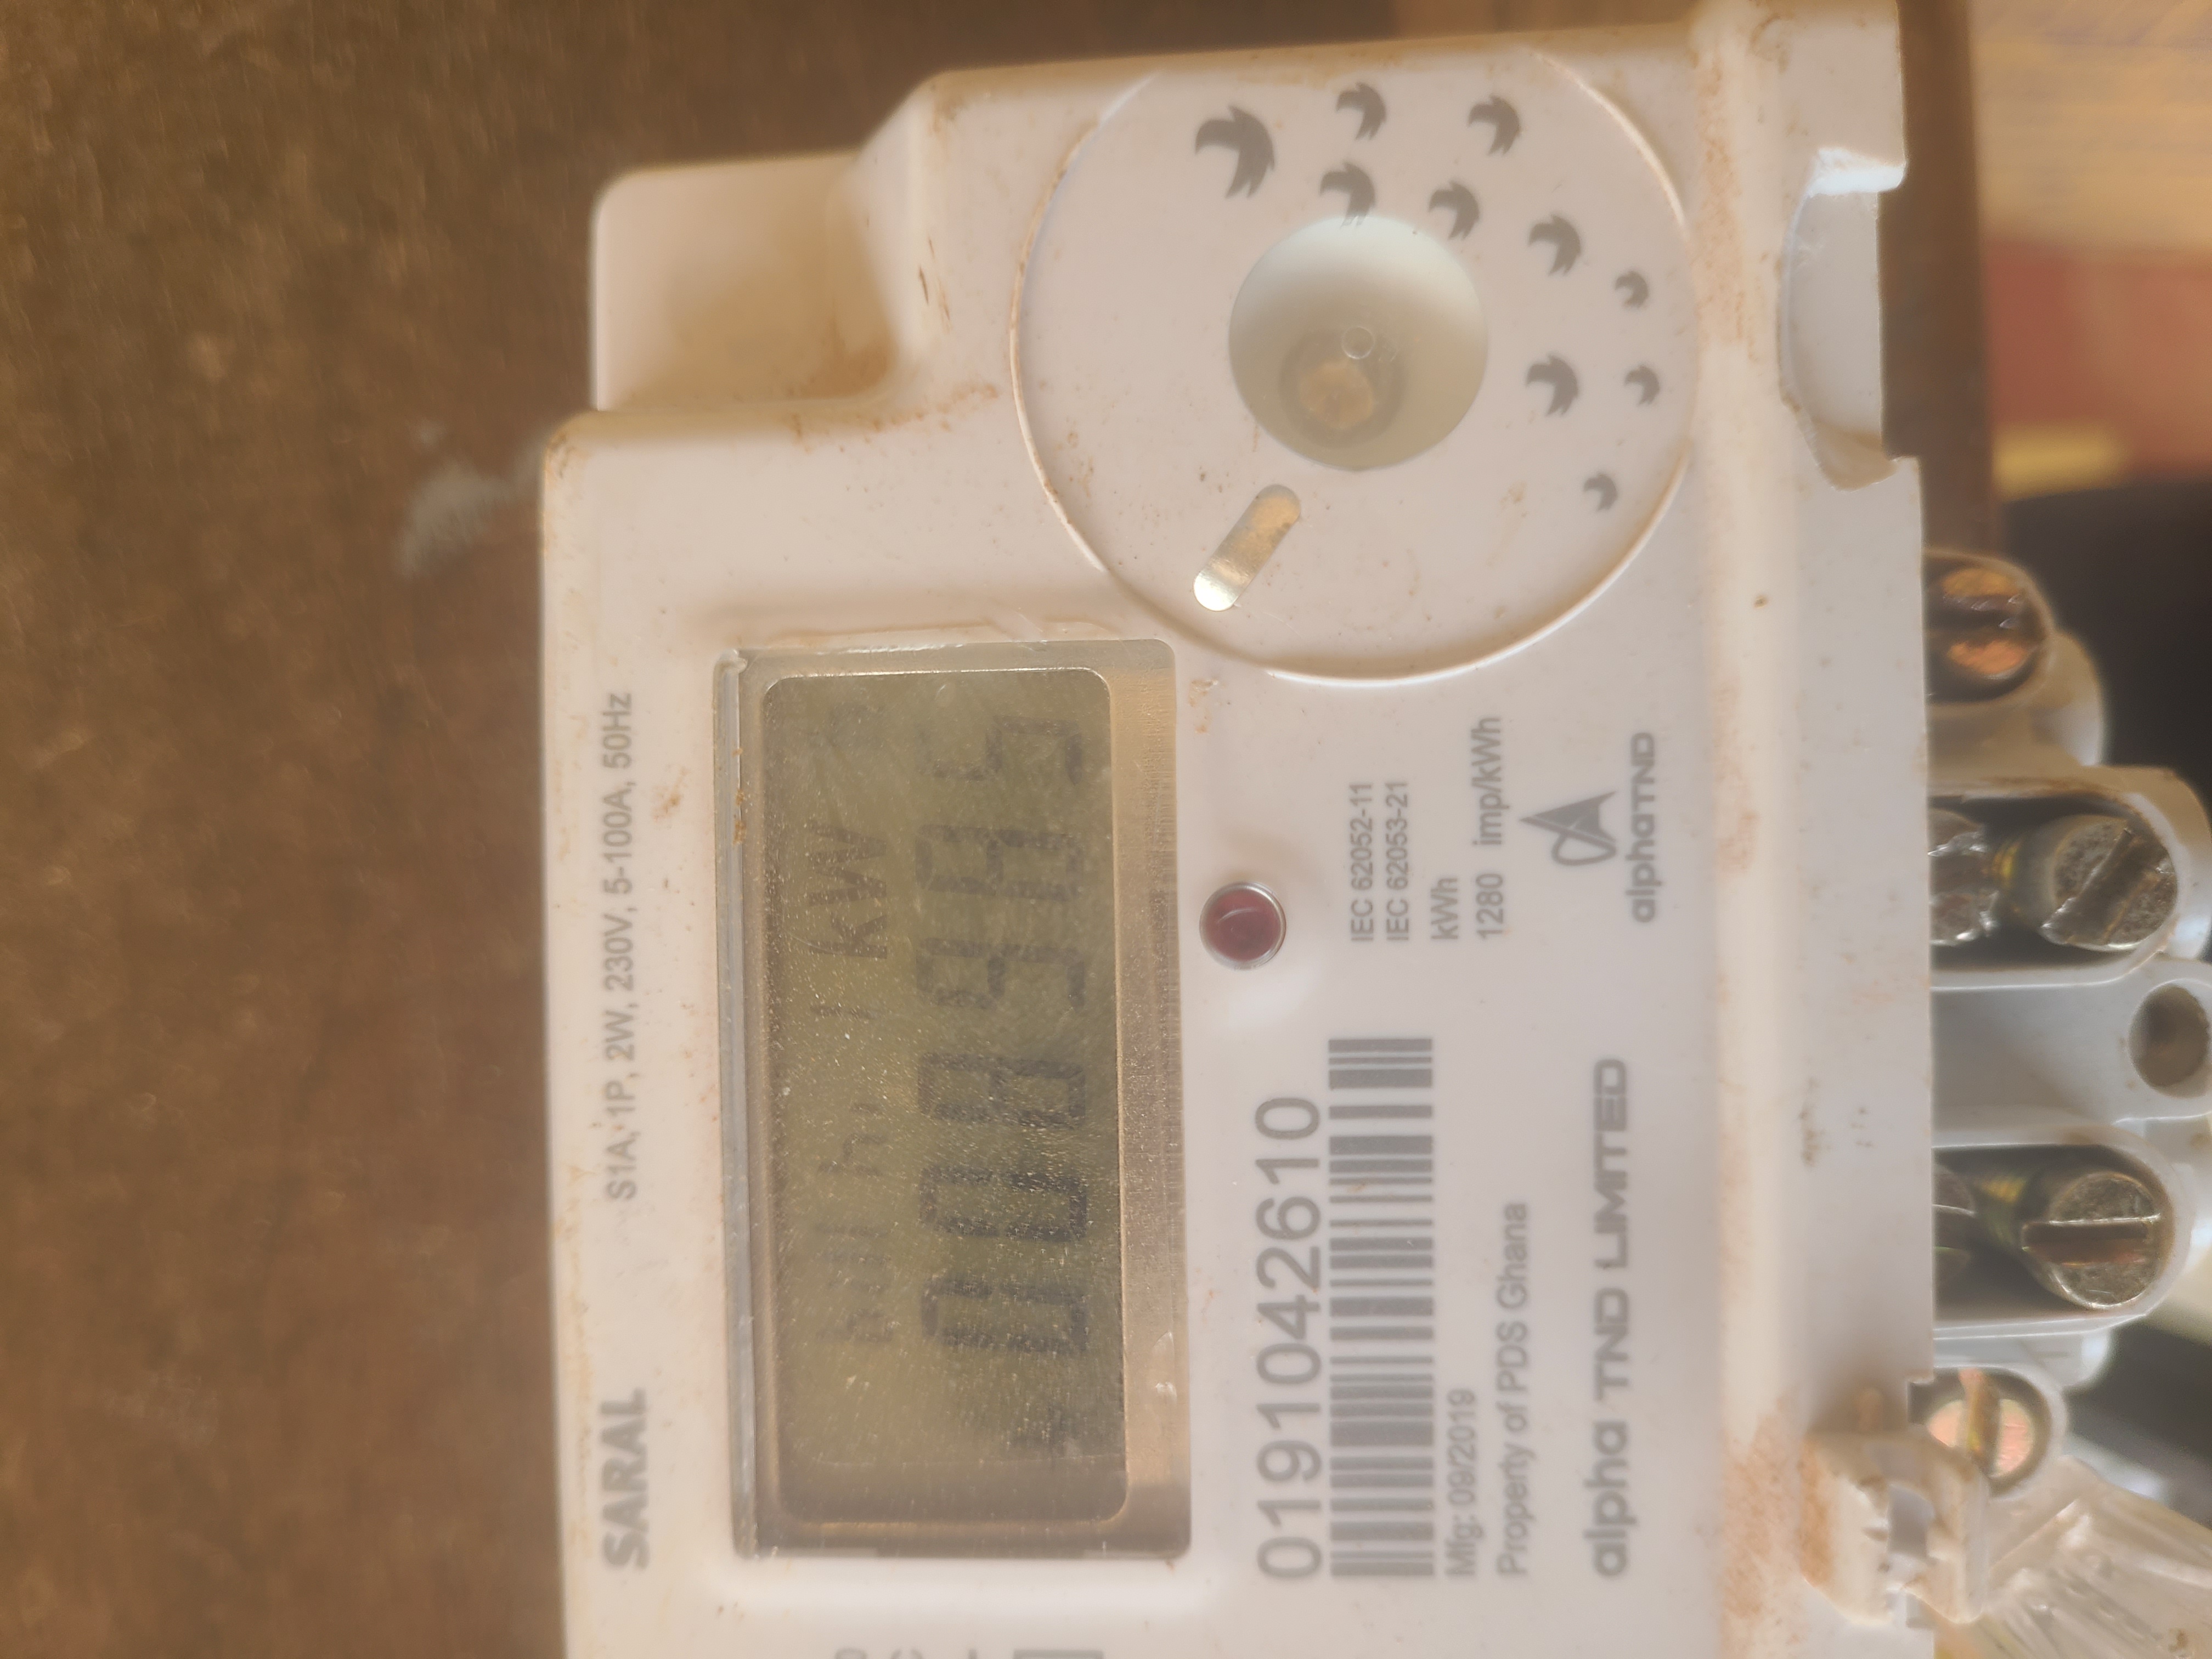 SARAL
S1A, 1P, 2W, 230V, 5-100A, 50Hz
kW
008985
0191042610
IEC 62052-11
IEC 62053-21
kWh
1280 imp/kWh
Mfg: 09/2019
Property of PDS Ghana
alpha TND LIMITED
alphaTND